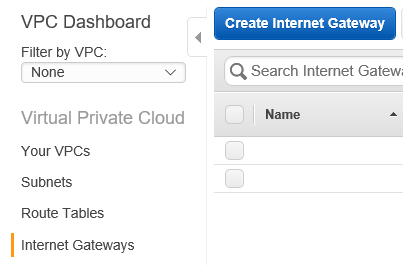 VPC Dashboard
Filter by VPC:
None
Virtual Private Cloud
Your VPCs
Subnets
Route Tables
Internet Gateways
Create Internet Gateway
Search Internet Gatewa
Name